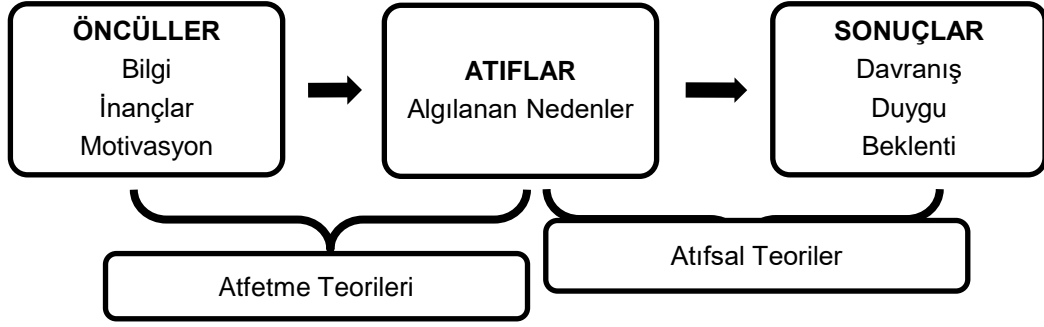 ÖNCÜLLER
Bilgi
İnançlar
Motivasyon
ATIFLAR
Algılanan Nedenler
SONUÇLAR
Davranış
Duygu
Beklenti
Atfetme Teorileri
Atıfsal Teoriler